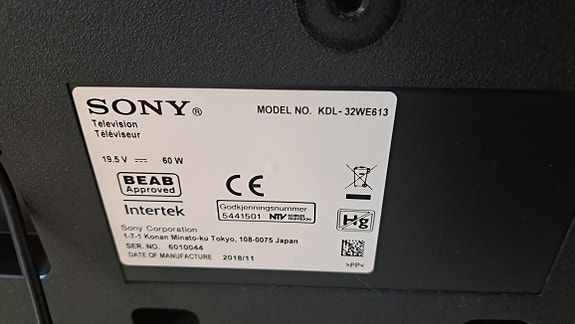 SONY ® MODEL NO. KDL-32WE613
Television
Téléviseur
19.5 V ⎓ 60 W
BEAB
Approved
CE
Intertek
Godkjenningsnummer
5441501 NTV
Hg
Sony Corporation
1-7-1 Konan Minato-ku Tokyo, 108-0075 Japan
SER. NO. 6010044
DATE OF MANUFACTURE 2018/11
>PP<